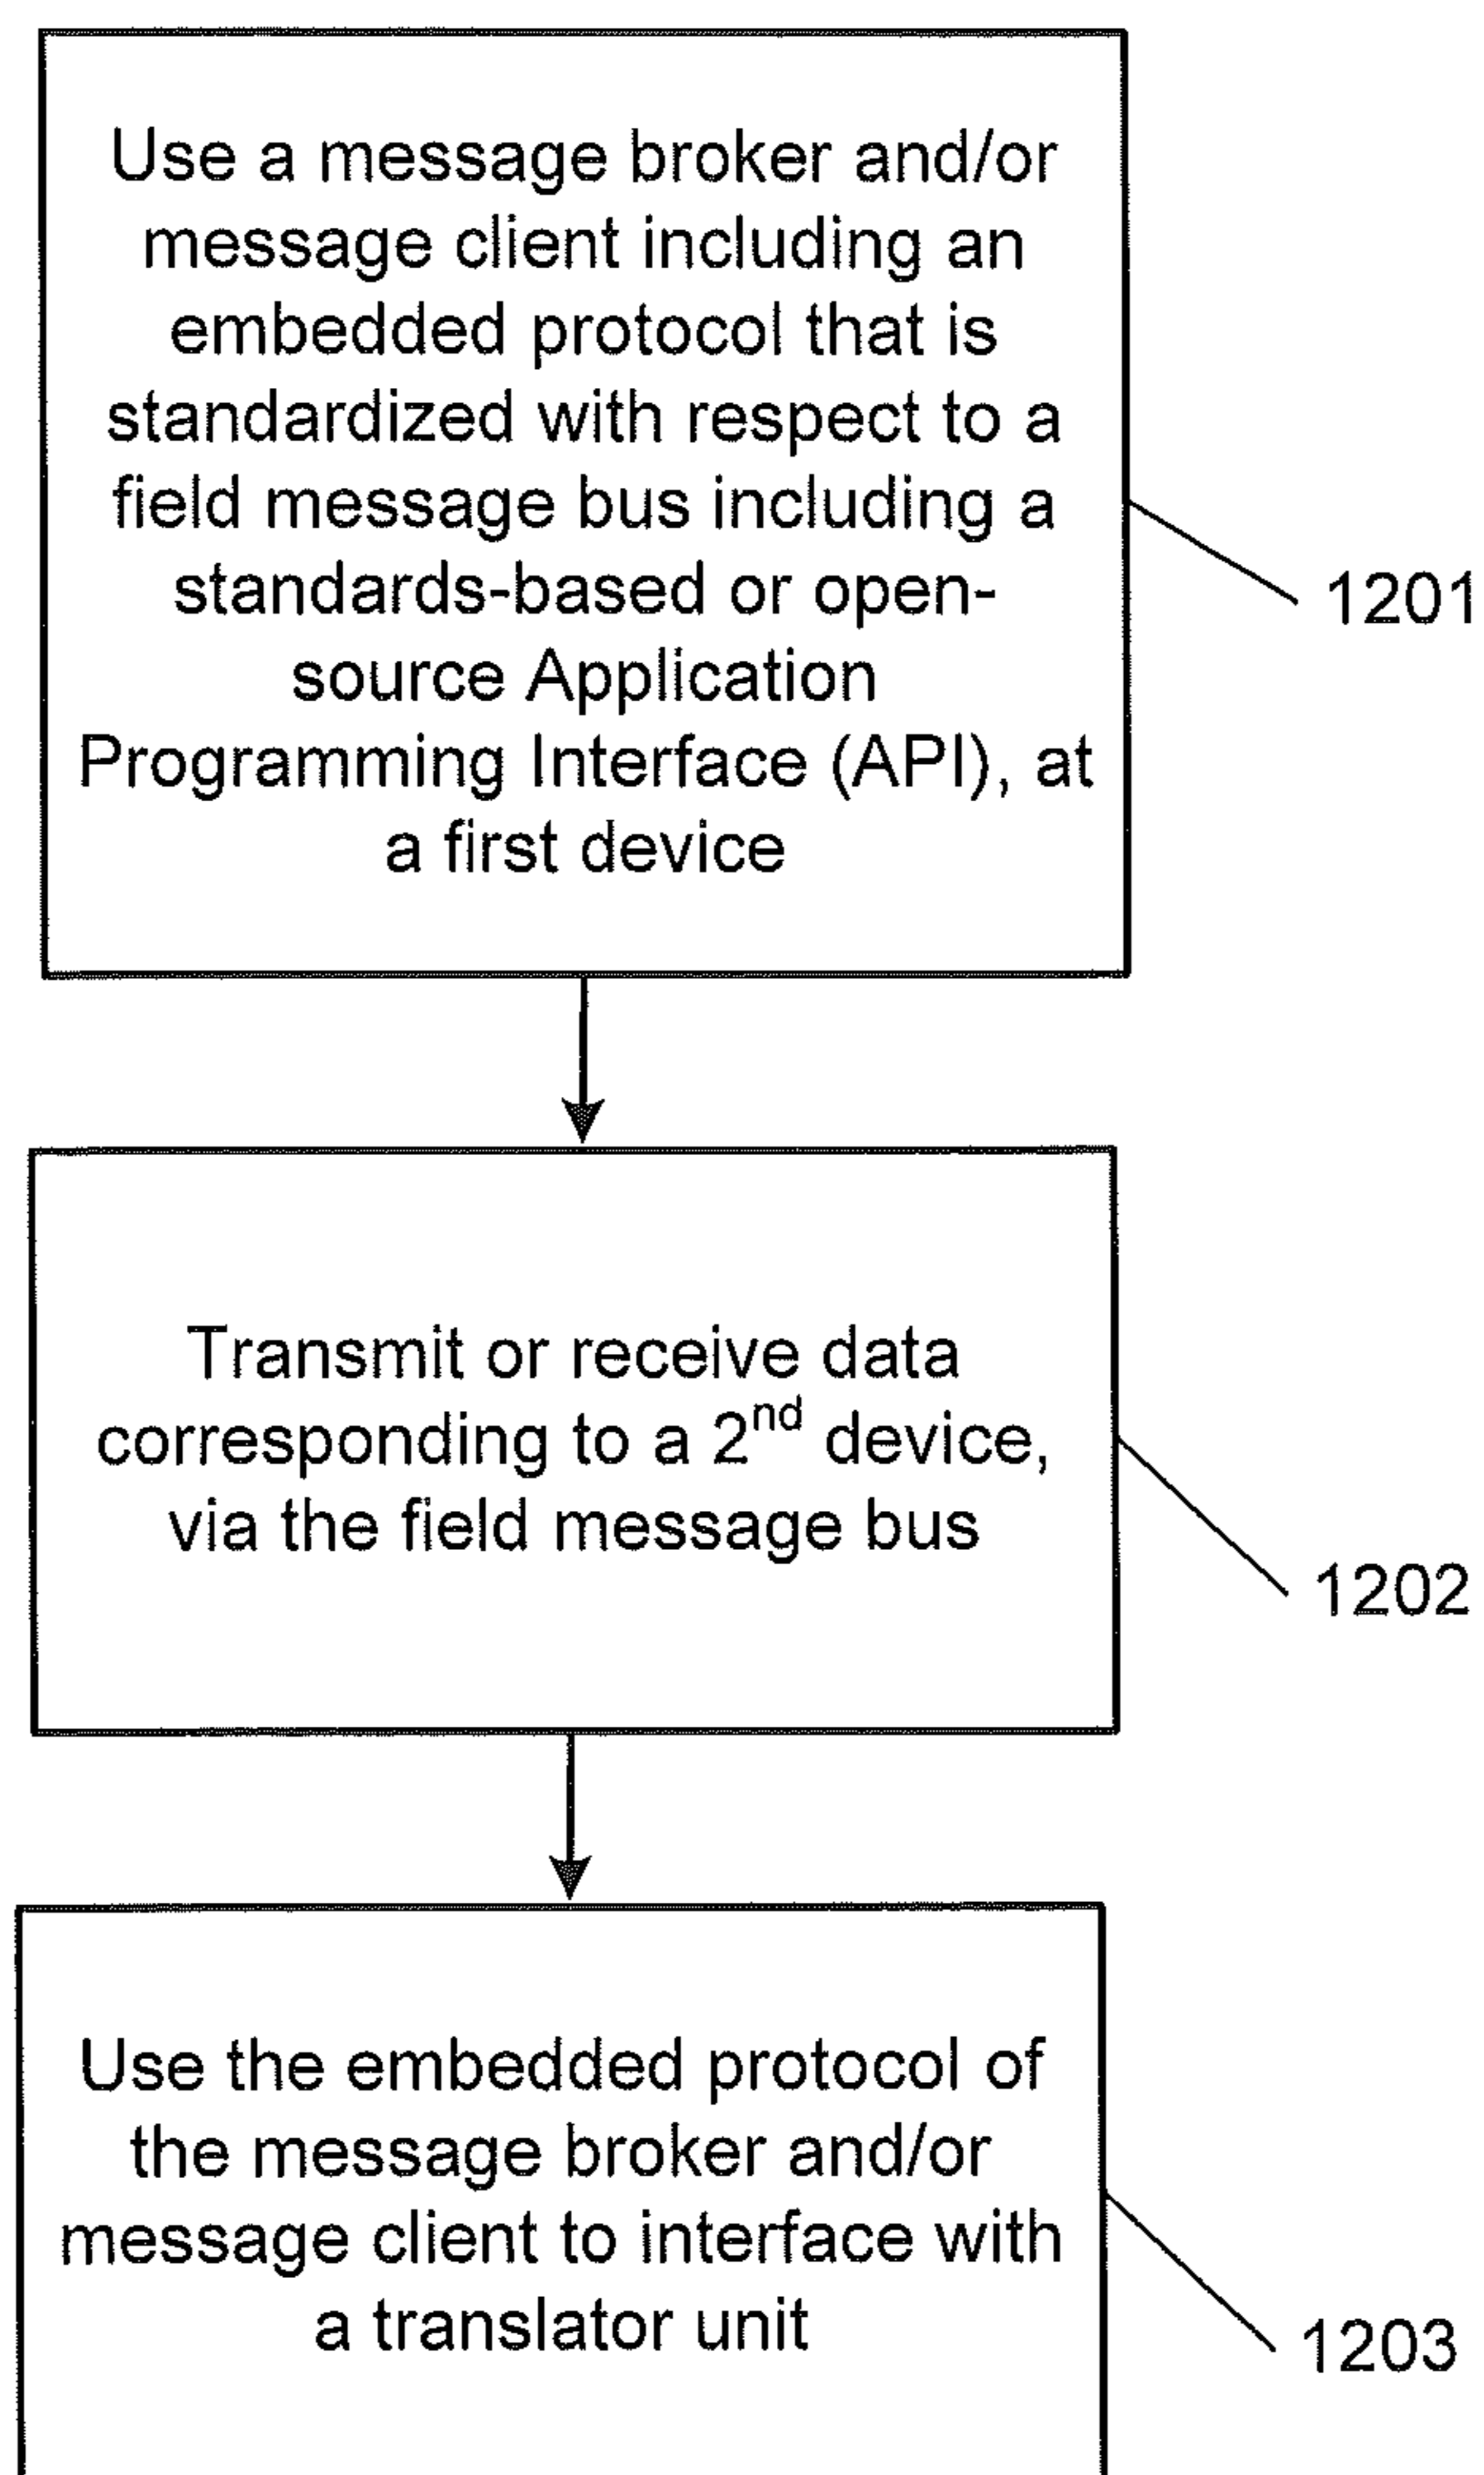 Use a message broker and/or
message client including an
embedded protocol that is
standardized with respect to a
field message bus including a
standards-based or open-
source Application
Programming Interface (API), at
a first device
1201
Transmit or receive data
corresponding to a 2nd device,
via the field message bus
1202
Use the embedded protocol of
the message broker and/or
message client to interface with
a translator unit
1203